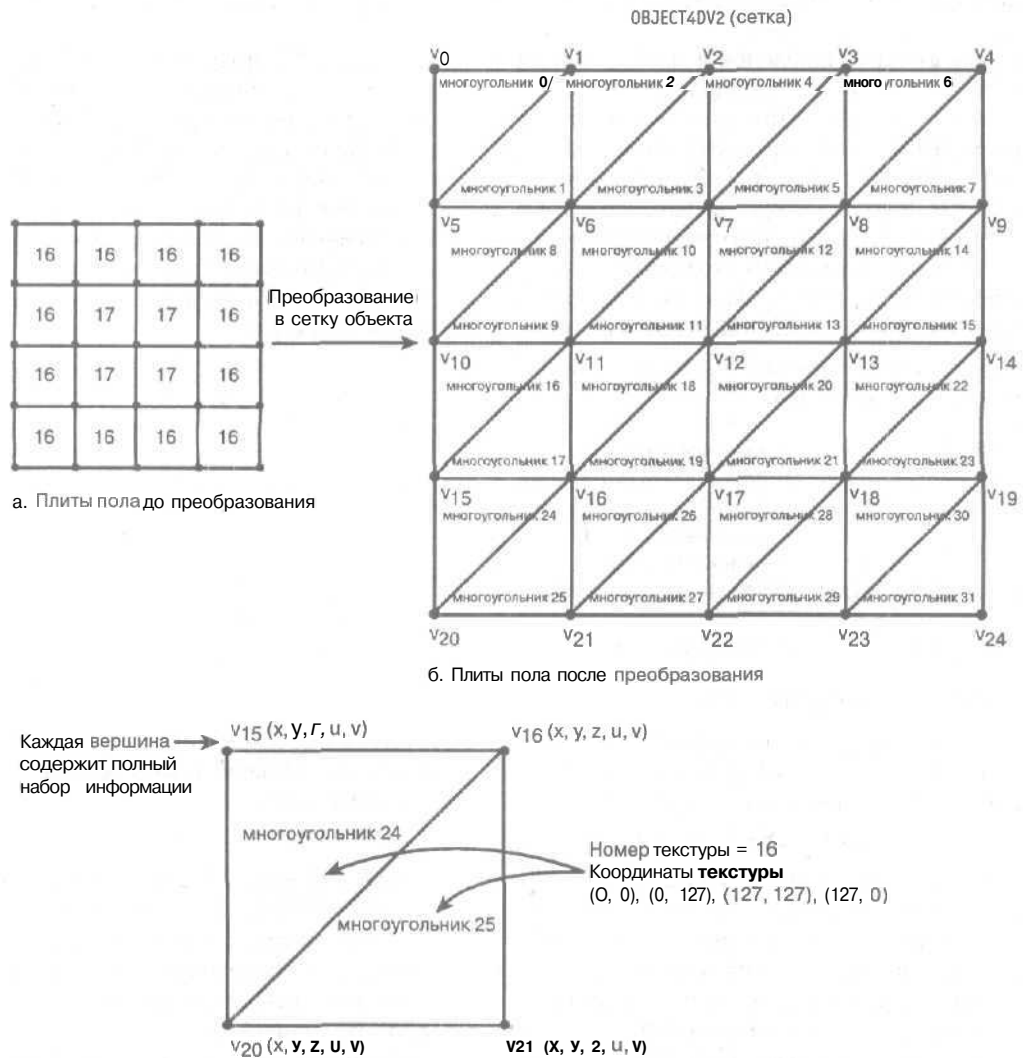 OBJECT4DV2 (сетка)
v0 v1 v2 v3 v4
многоугольник 0 многоугольник 2 многоугольник 4 многоугольник 6
многоугольник 1 многоугольник 3 многоугольник 5 многоугольник 7
v5 v6 v7 v8 v9
многоугольник 8 многоугольник 10 многоугольник 12 многоугольник 14
многоугольник 9 многоугольник 11 многоугольник 13 многоугольник 15
v10 v11 v12 v13 v14
многоугольник 16 многоугольник 18 многоугольник 20 многоугольник 22
многоугольник 17 многоугольник 19 многоугольник 21 многоугольник 23
v15 v16 v17 v18 v19
многоугольник 24 многоугольник 26 многоугольник 28 многоугольник 30
многоугольник 25 многоугольник 27 многоугольник 29 многоугольник 31
v20 v21 v22 v23 v24
16 16 16 16
16 17 17 16
16 17 17 16
16 16 16 16
Преобразование
в сетку объекта
а. Плиты пола до преобразования
б. Плиты пола после преобразования
Каждая вершина
содержит полный
набор информации
v15 (x, y, г, u, v)
v16 (x, y, z, u, v)
многоугольник 24
многоугольник 25
Номер текстуры = 16
Координаты текстуры
(О, 0), (0, 127), (127, 127), (127, 0)
v20 (x, y, z, u, v)
v21 (x, y, 2, u, v)